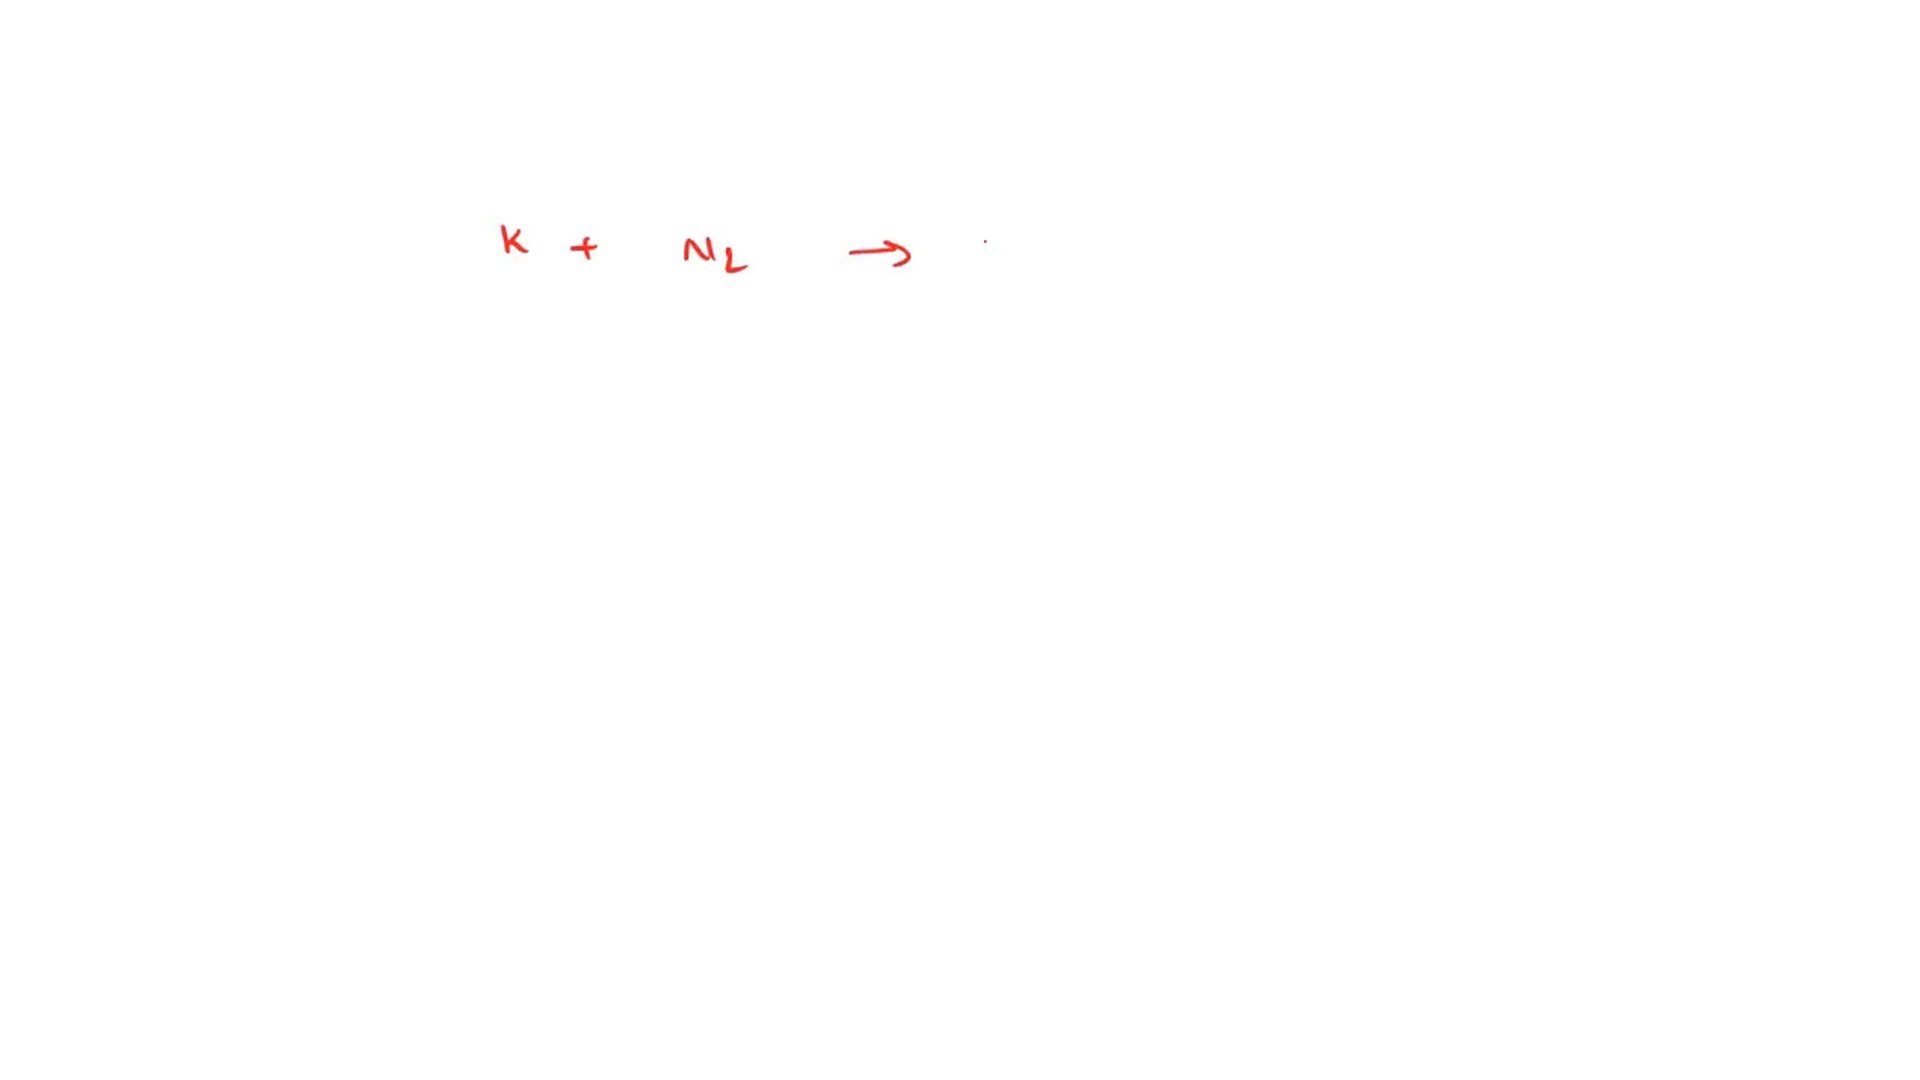 K + N₂ →